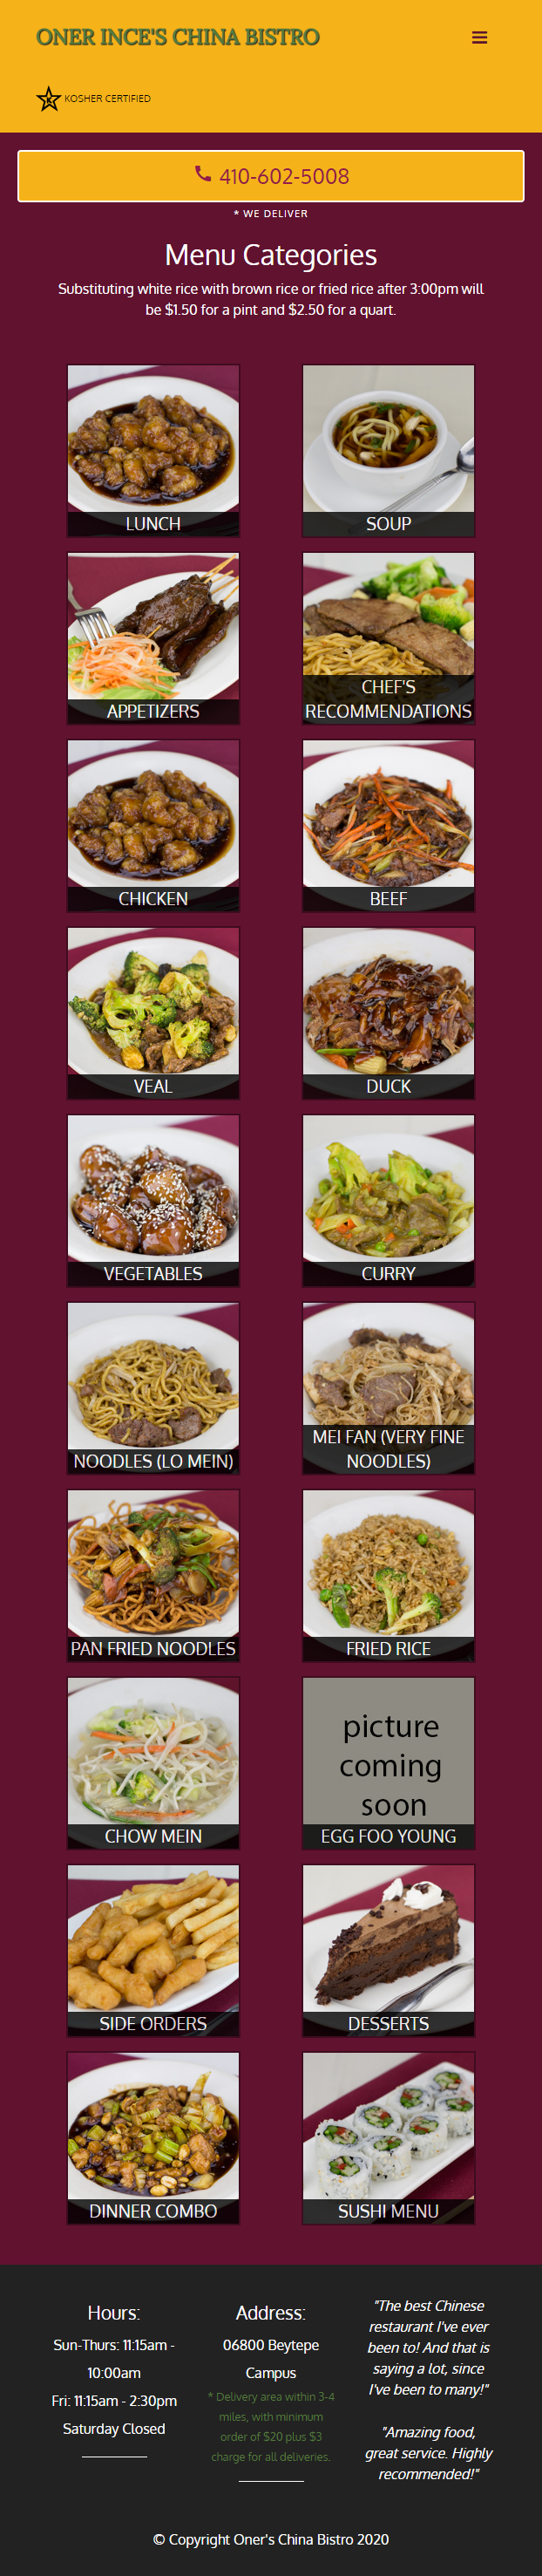 ONER INCE'S CHINA BISTRO
K
KOSHER CERTIFIED
410-602-5008
* WE DELIVER
Menu Categories
Substituting white rice with brown rice or fried rice after 3:00pm will
be $1.50 for a pint and $2.50 for a quart.
LUNCH
SOUP
APPETIZERS
CHEF'S
RECOMMENDATIONS
CHICKEN
BEEF
VEAL
DUCK
VEGETABLES
CURRY
NOODLES (LO MEIN)
MEI FAN (VERY FINE
NOODLES)
PAN FRIED NOODLES
FRIED RICE
CHOW MEIN
picture
coming
soon
EGG FOO YOUNG
SIDE ORDERS
DESSERTS
DINNER COMBO
SUSHI MENU
Hours:
Sun-Thurs: 11:15am -
10:00am
Fri: 11:15am - 2:30pm
Saturday Closed
Address:
06800 Beytepe
Campus
* Delivery area within 3-4
miles, with minimum
order of $20 plus $3
charge for all deliveries.
"The best Chinese
restaurant I've ever
been to! And that is
saying a lot, since
I've been to many!"
"Amazing food,
great service. Highly
recommended!"
© Copyright Oner's China Bistro 2020